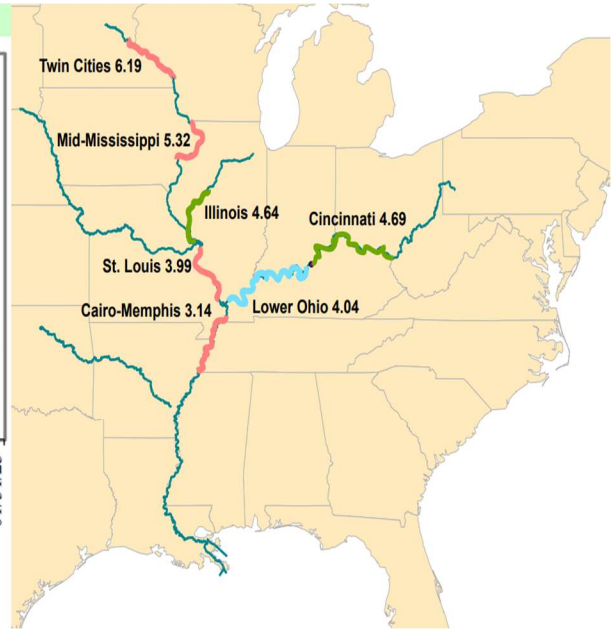 Twin Cities 6.19
Mid-Mississippi 5.32
Illinois 4.64
Cincinnati 4.69
St. Louis 3.99
Cairo-Memphis 3.14
Lower Ohio 4.04